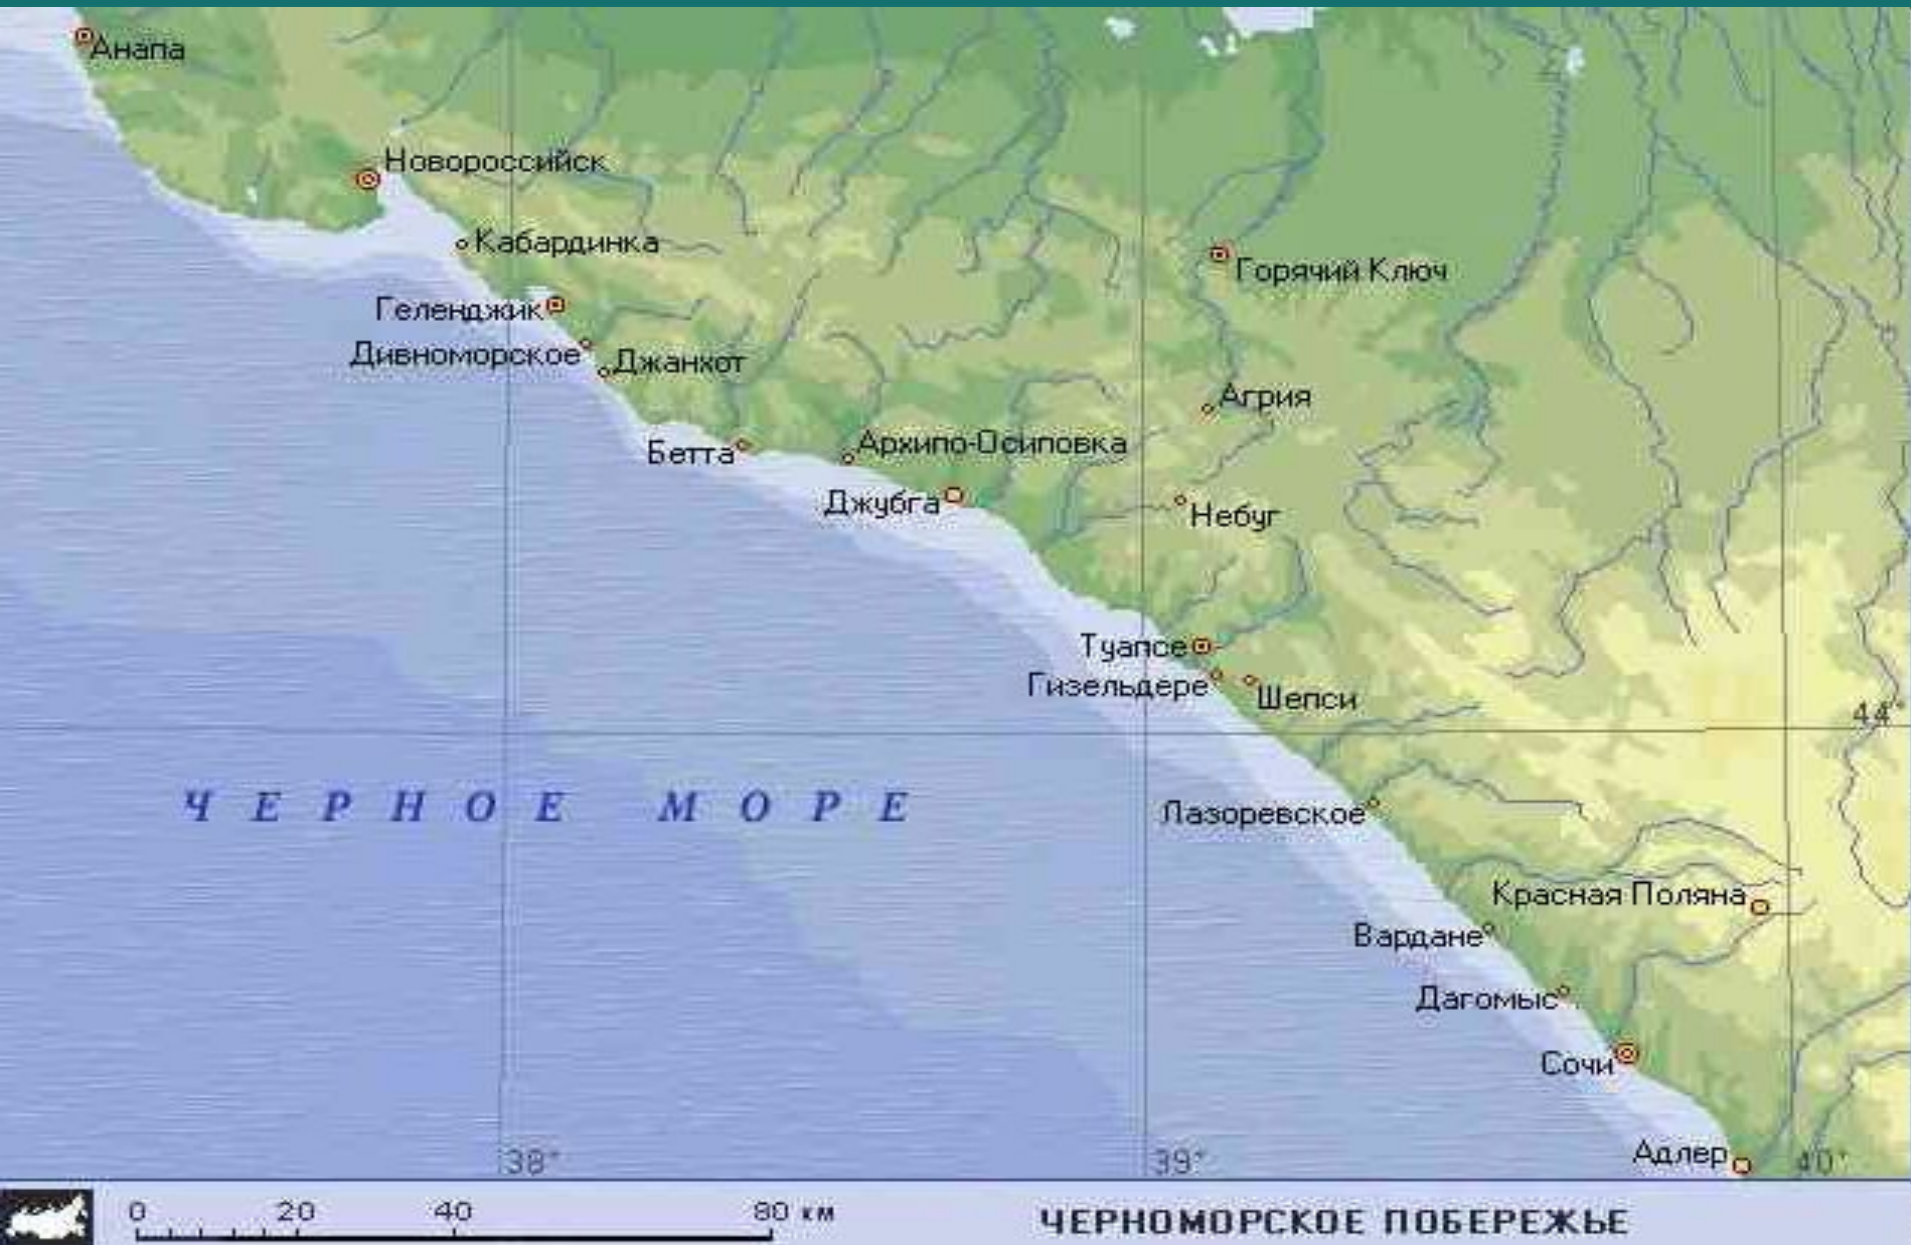 Анапа
Новороссийск
Кабардинка
Горячий Ключ
Геленджик
Дивноморское
Джанхот
Агрия
Бетта
Архипо-Осиповка
Джубга
Небуг
Туапсе
Гизельдере
Шепси
44°
ЧЕРНОЕ МОРЕ
Лазоревское
Красная Поляна
Вардане
Дагомыс
Сочи
Адлер
38°
39°
40°
0 20 40 80 км
ЧЕРНОМОРСКОЕ ПОБЕРЕЖЬЕ